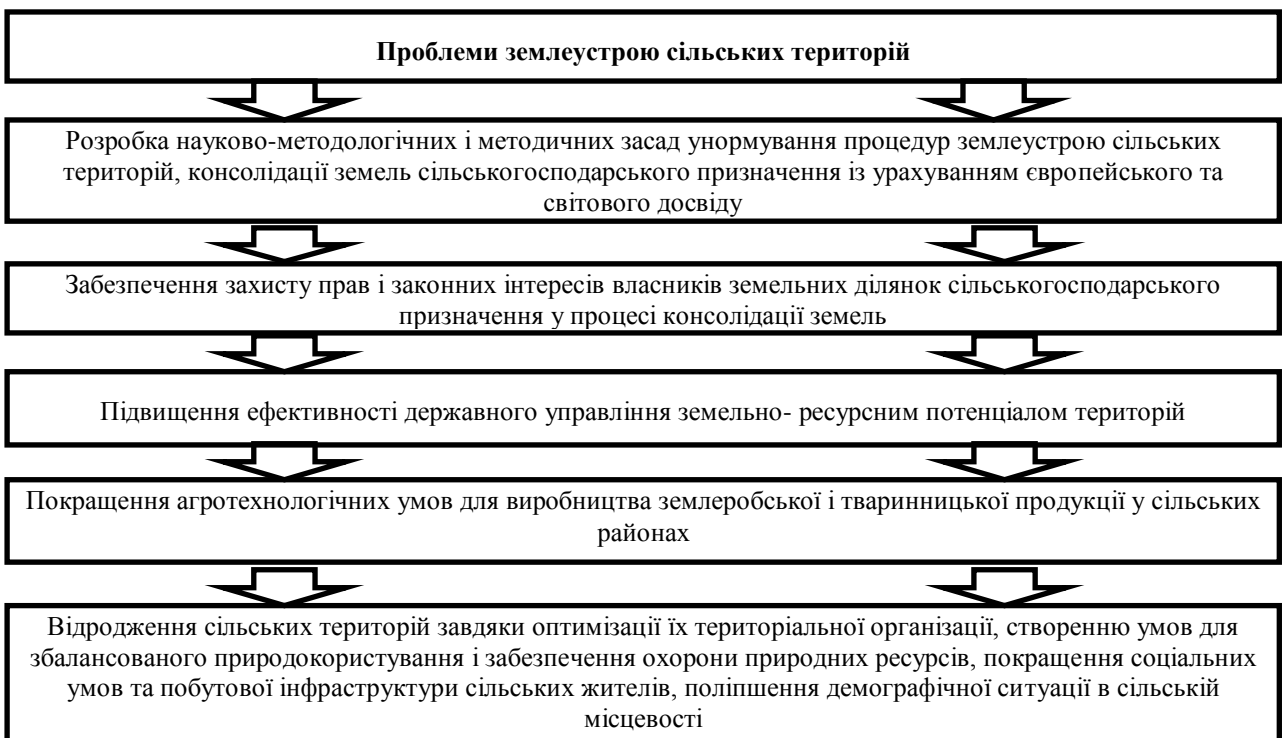 Проблеми землеустрою сільських територій
Розробка науково-методологічних і методичних засад унормування процедур землеустрою сільських
територій, консолідації земель сільськогосподарського призначення із урахуванням європейського та
світового досвіду
Забезпечення захисту прав і законних інтересів власників земельних ділянок сільськогосподарського
призначення у процесі консолідації земель
Підвищення ефективності державного управління земельно- ресурсним потенціалом територій
Покращення агротехнологічних умов для виробництва землеробської і тваринницької продукції у сільських
районах
Відродження сільських територій завдяки оптимізації їх територіальної організації, створенню умов для
збалансованого природокористування і забезпечення охорони природних ресурсів, покращення соціальних
умов та побутової інфраструктури сільських жителів, поліпшення демографічної ситуації в сільській
місцевості